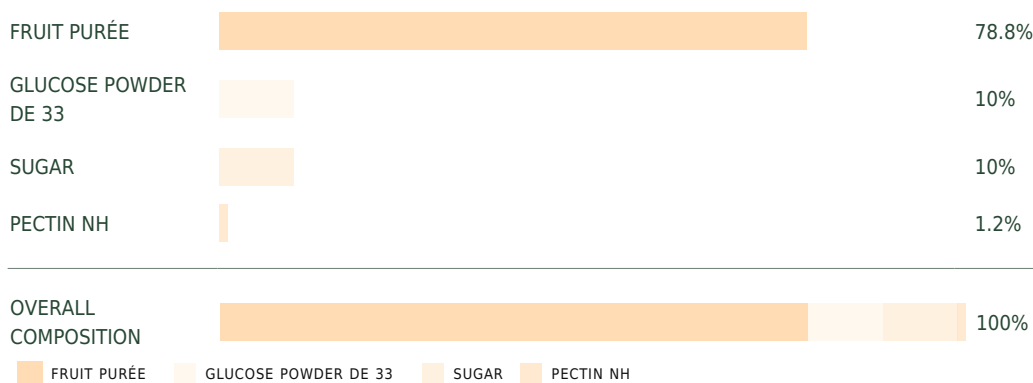 FRUIT PURÉE 78.8%
GLUCOSE POWDER
DE 33 10%
SUGAR 10%
PECTIN NH 1.2%
OVERALL
COMPOSITION 100%
FRUIT PURÉE GLUCOSE POWDER DE 33 SUGAR PECTIN NH